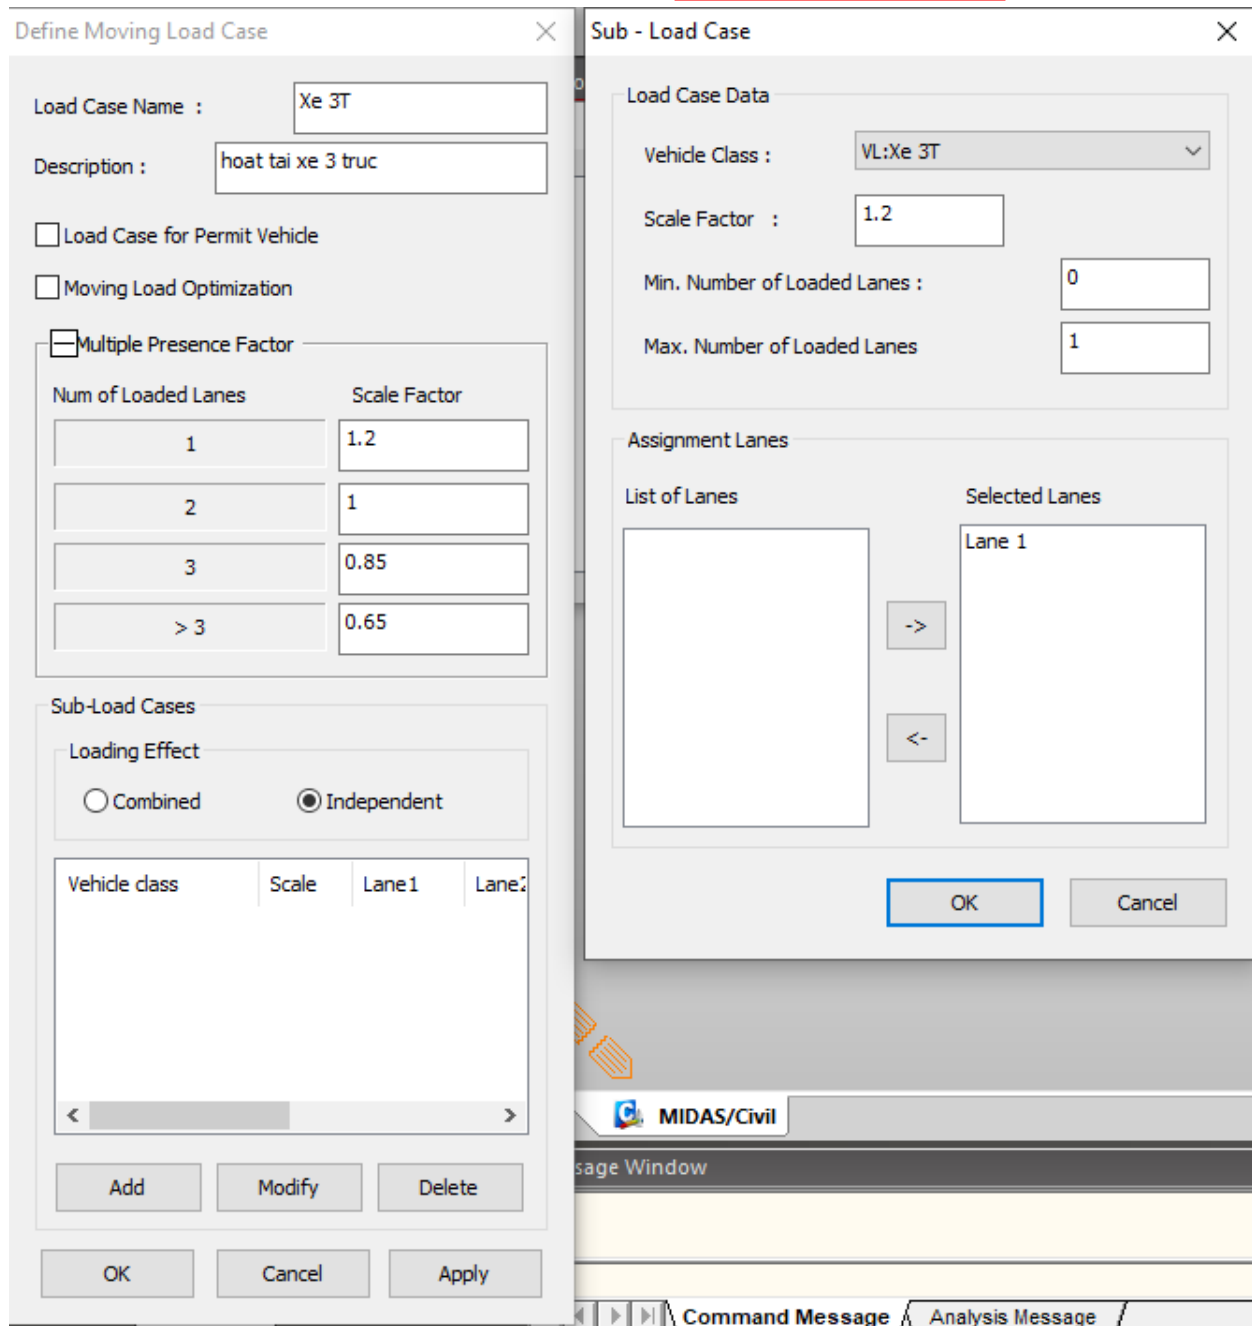 Define Moving Load Case
Load Case Name :
Xe 3T
Description :
hoat tai xe 3 truc
Load Case for Permit Vehicle
Moving Load Optimization
Multiple Presence Factor
Num of Loaded Lanes Scale Factor
1 1.2
2 1
3 0.85
> 3 0.65
Sub-Load Cases
Loading Effect
Combined Independent
Vehicle class Scale Lane1 Lane2
< >
Add Modify Delete
OK Cancel Apply
Sub - Load Case
Load Case Data
Vehicle Class : VL:Xe 3T
Scale Factor : 1.2
Min. Number of Loaded Lanes : 0
Max. Number of Loaded Lanes 1
Assignment Lanes
List of Lanes Selected Lanes
Lane 1
->
<-
OK Cancel
MIDAS/Civil
sage Window
Command Message Analysis Message